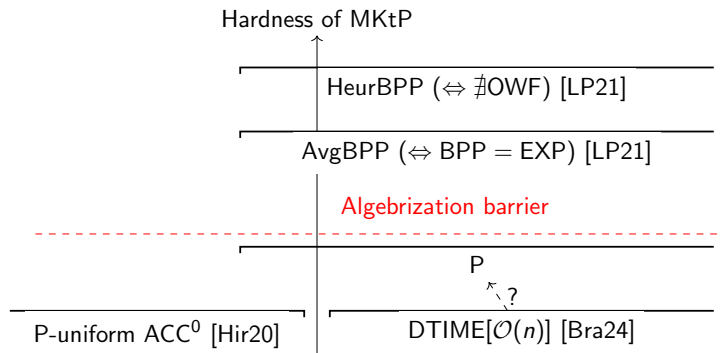 Hardness of MKtP
HeurBPP (⇔ ∄OWF) [LP21]
AvgBPP (⇔ BPP = EXP) [LP21]
Algebrization barrier
P
?
P-uniform ACC⁰ [Hir20]
DTIME[𝒪(n)] [Bra24]